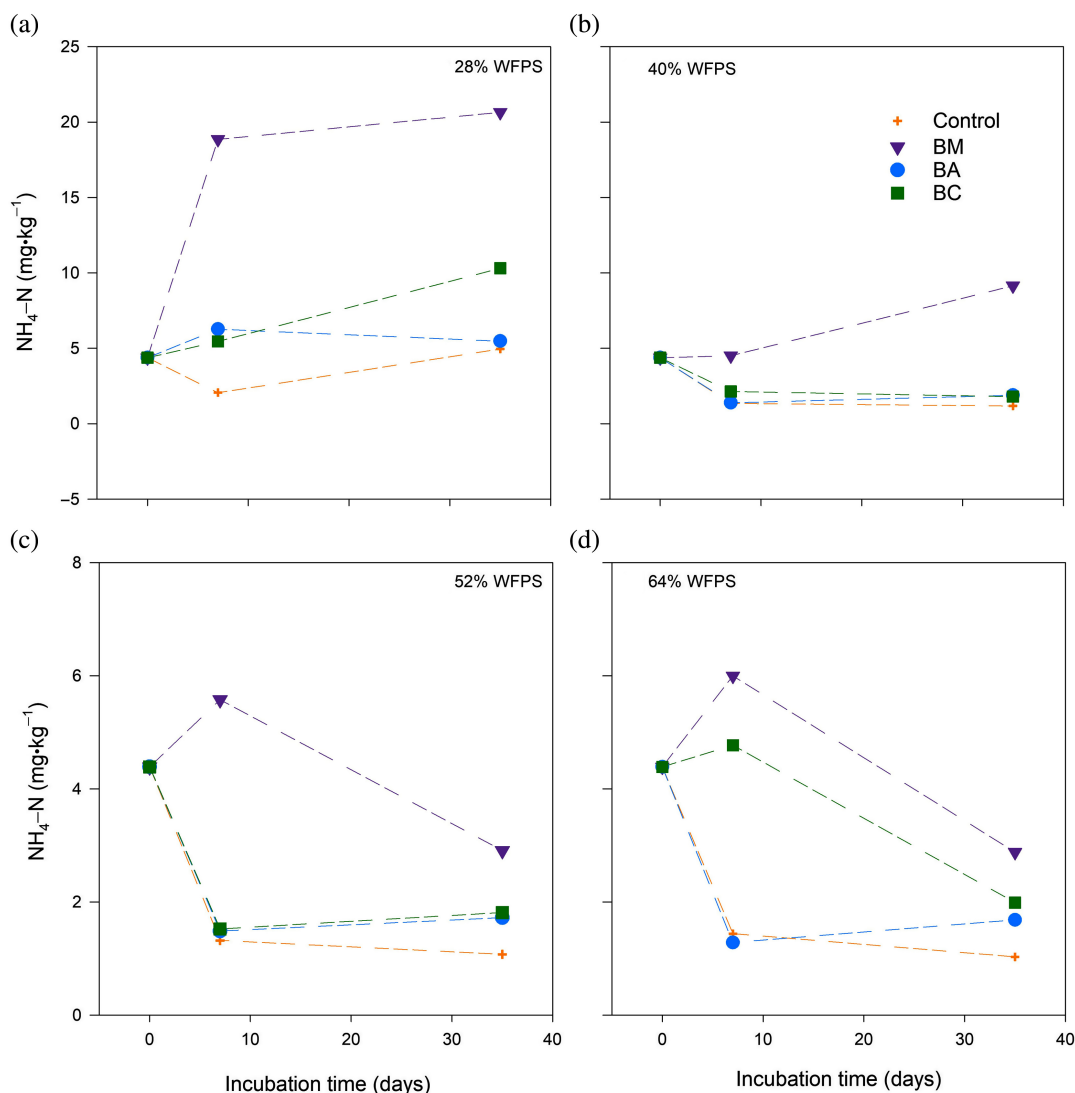 (a)
(b)
25
20
15
10
5
0
−5
NH₄–N (mg•kg⁻¹)
28% WFPS
40% WFPS
Control
BM
BA
BC
(c)
(d)
8
6
4
2
0
NH₄–N (mg•kg⁻¹)
52% WFPS
64% WFPS
0 10 20 30 40
0 10 20 30 40
Incubation time (days)
Incubation time (days)